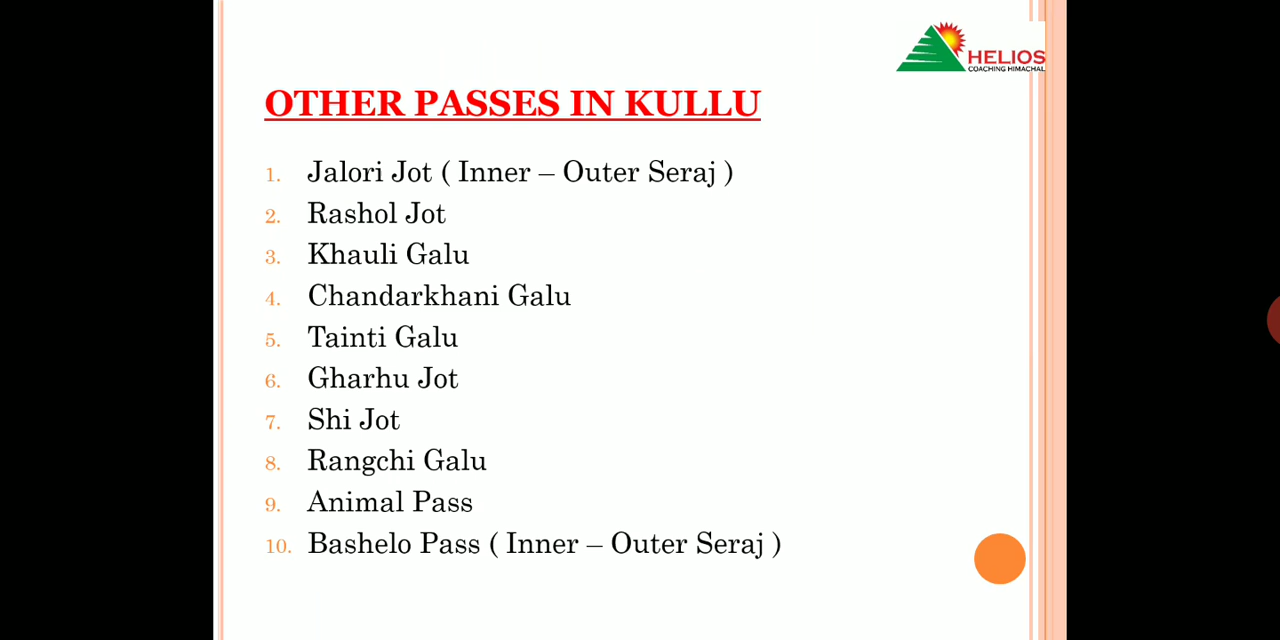 HELIOS
COACHING HIMACHAL
OTHER PASSES IN KULLU
1. Jalori Jot ( Inner – Outer Seraj )
2. Rashol Jot
3. Khauli Galu
4. Chandarkhani Galu
5. Tainti Galu
6. Gharhu Jot
7. Shi Jot
8. Rangchi Galu
9. Animal Pass
10. Bashelo Pass ( Inner – Outer Seraj )